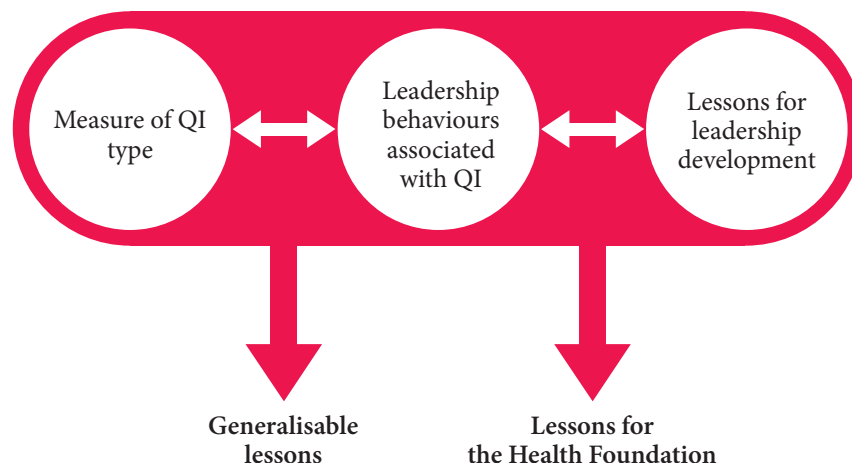 Measure of QI
type
Leadership
behaviours
associated
with QI
Lessons for
leadership
development
Generalisable
lessons
Lessons for
the Health Foundation